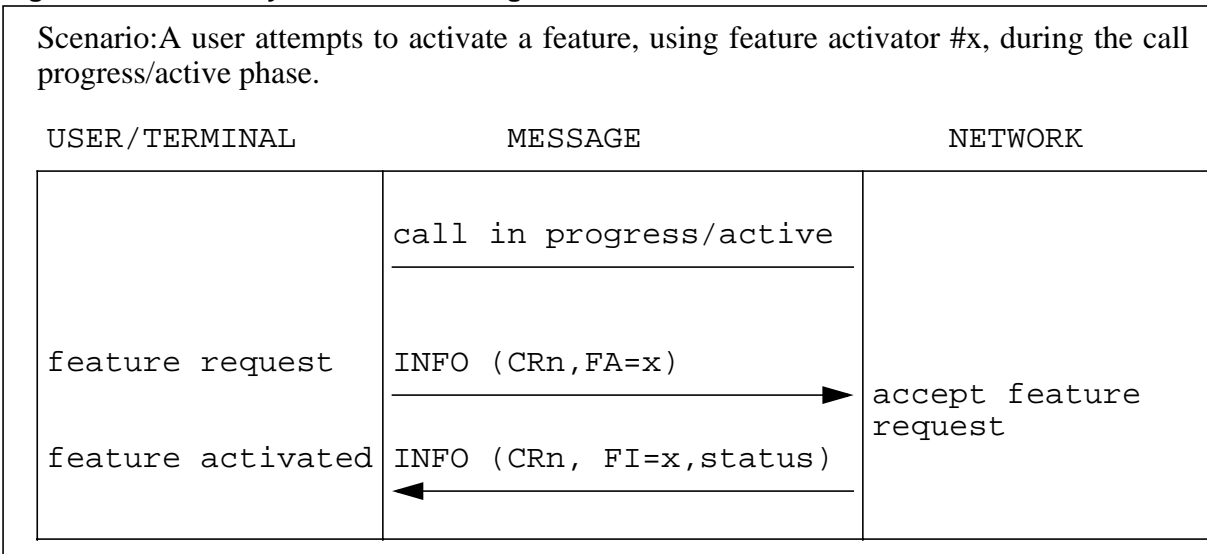 Scenario:A user attempts to activate a feature, using feature activator #x, during the call
progress/active phase.
USER/TERMINAL MESSAGE NETWORK
call in progress/active
feature request INFO (CRn,FA=x)
accept feature
request
feature activated INFO (CRn, FI=x,status)